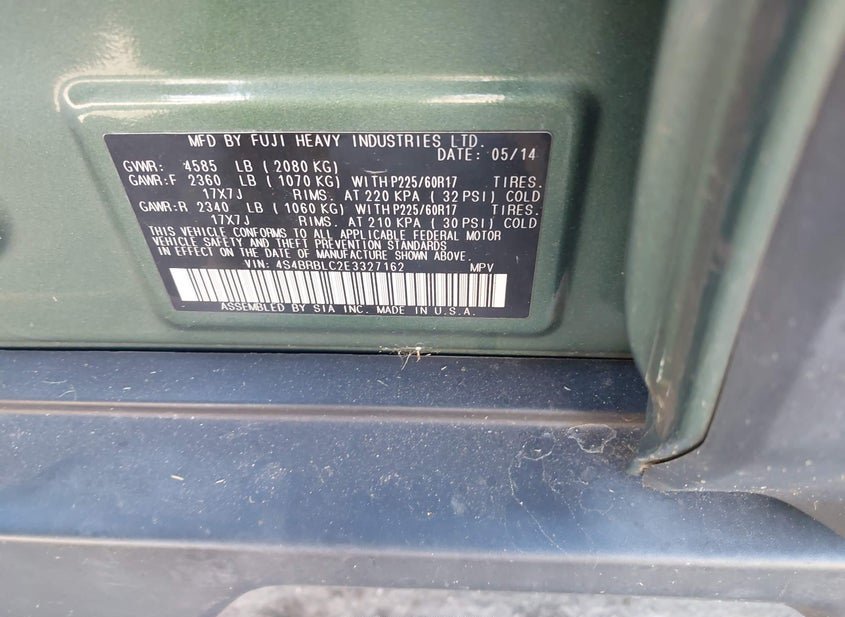 MFD BY FUJI HEAVY INDUSTRIES LTD.
DATE: 05/14
GVWR: 4585 LB (2080 KG)
GAWR:F 2360 LB (1070 KG) WITH P225/60R17 TIRES.
17X7J RIMS. AT 220 KPA (32 PSI) COLD
GAWR:R 2340 LB (1060 KG) WITH P225/60R17 TIRES.
17X7J RIMS. AT 210 KPA (30 PSI) COLD
THIS VEHICLE CONFORMS TO ALL APPLICABLE FEDERAL MOTOR
VEHICLE SAFETY AND THEFT PREVENTION STANDARDS
IN EFFECT ON THE DATE OF MANUFACTURE SHOWN ABOVE.
VIN: 4S4BRBLC2E3327162 MPV
ASSEMBLED BY SIA INC. MADE IN U.S.A.